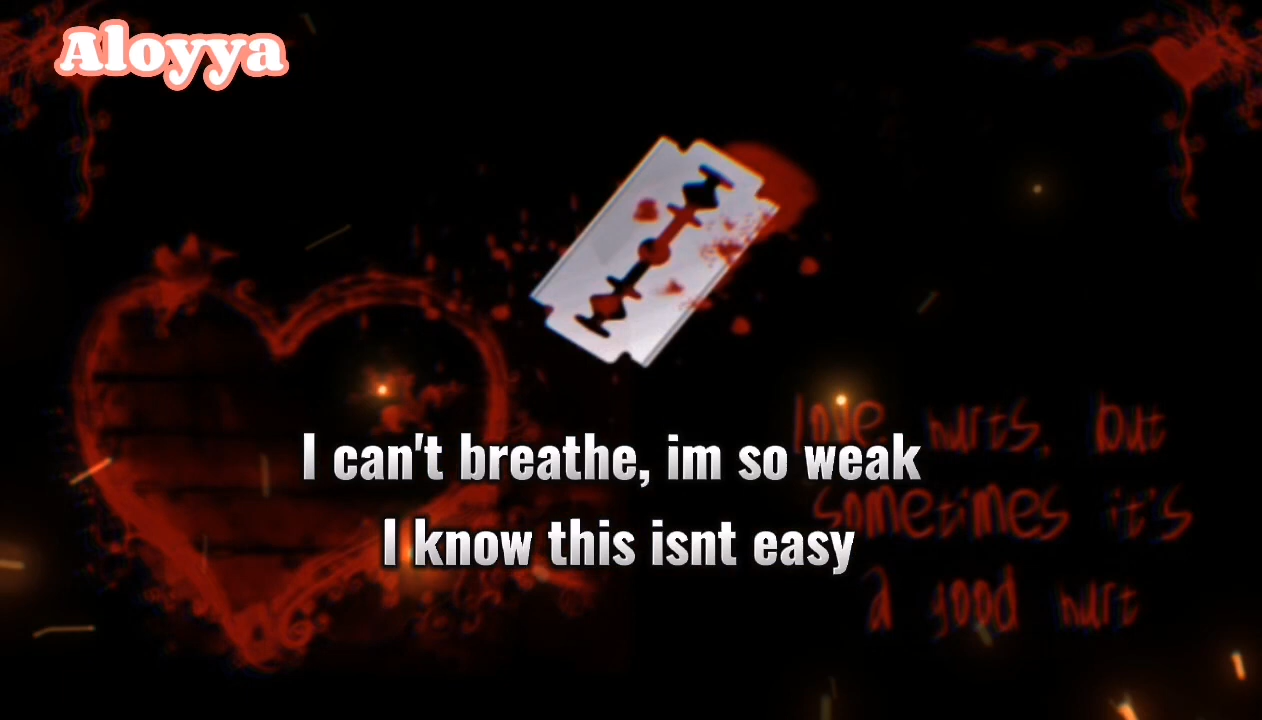 Aloyya
I can't breathe, im so weak
I know this isnt easy
love hurts, but
sometimes it's
a good hurt